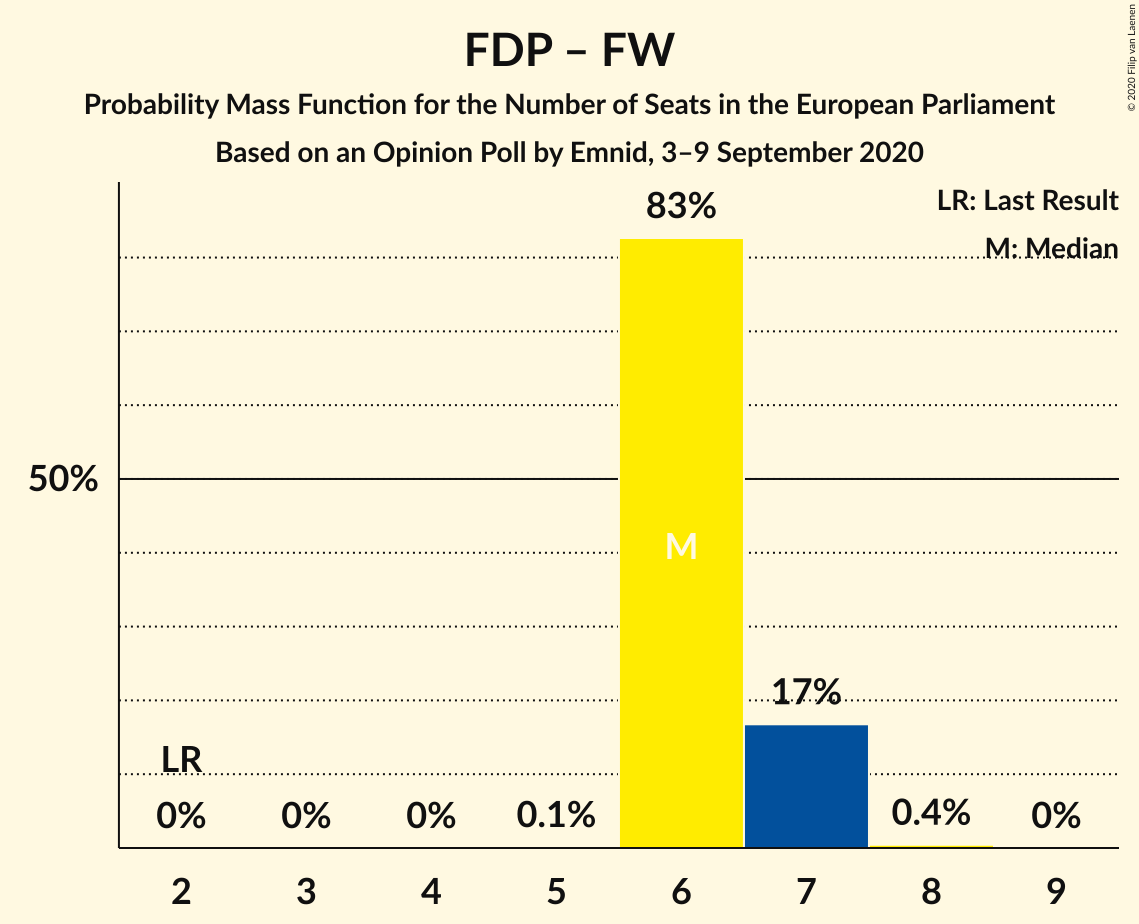 FDP – FW
Probability Mass Function for the Number of Seats in the European Parliament
Based on an Opinion Poll by Emnid, 3–9 September 2020
© 2020 Filip van Laenen
LR: Last Result
M: Median
83%
50%
M
17%
LR
0%
0%
0%
0.1%
0.4%
0%
2
3
4
5
6
7
8
9